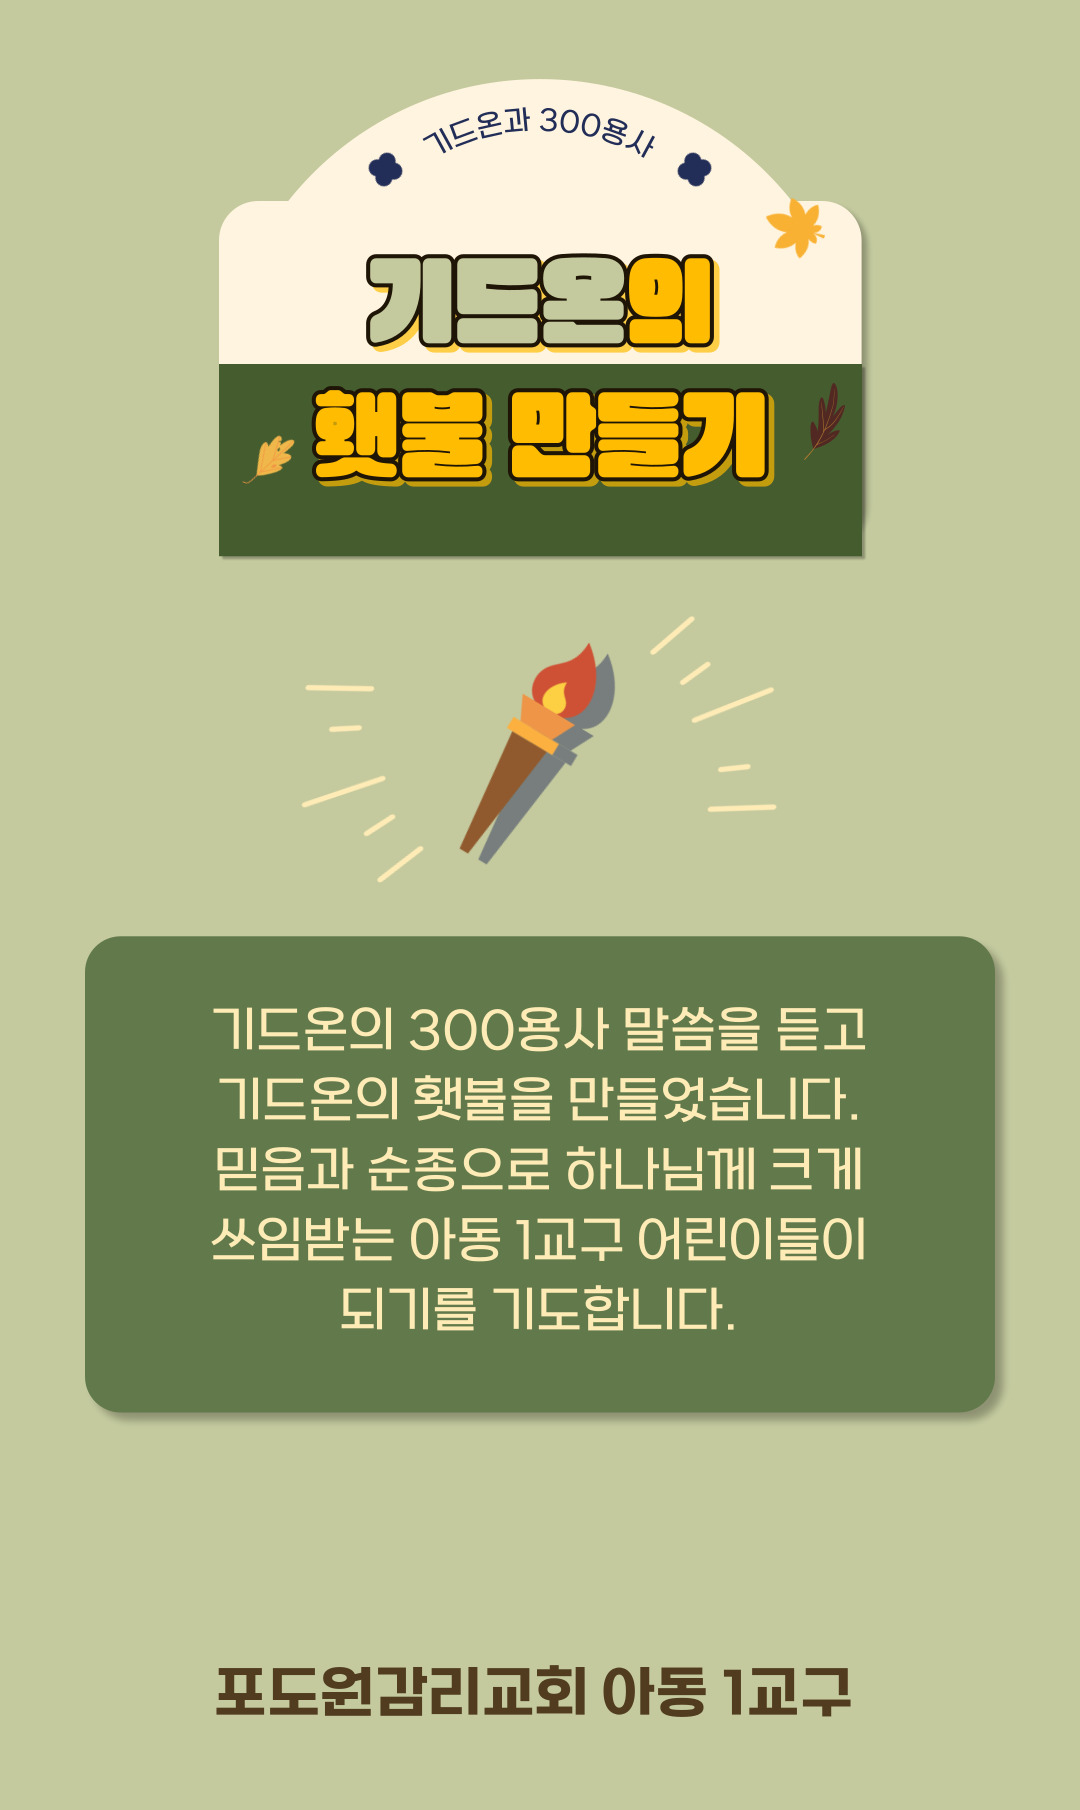 기드온과 300용사
기드온의
횃불 만들기
기드온의 300용사 말씀을 듣고
기드온의 횃불을 만들었습니다.
믿음과 순종으로 하나님께 크게
쓰임받는 아동 1교구 어린이들이
되기를 기도합니다.
포도원감리교회 아동 1교구